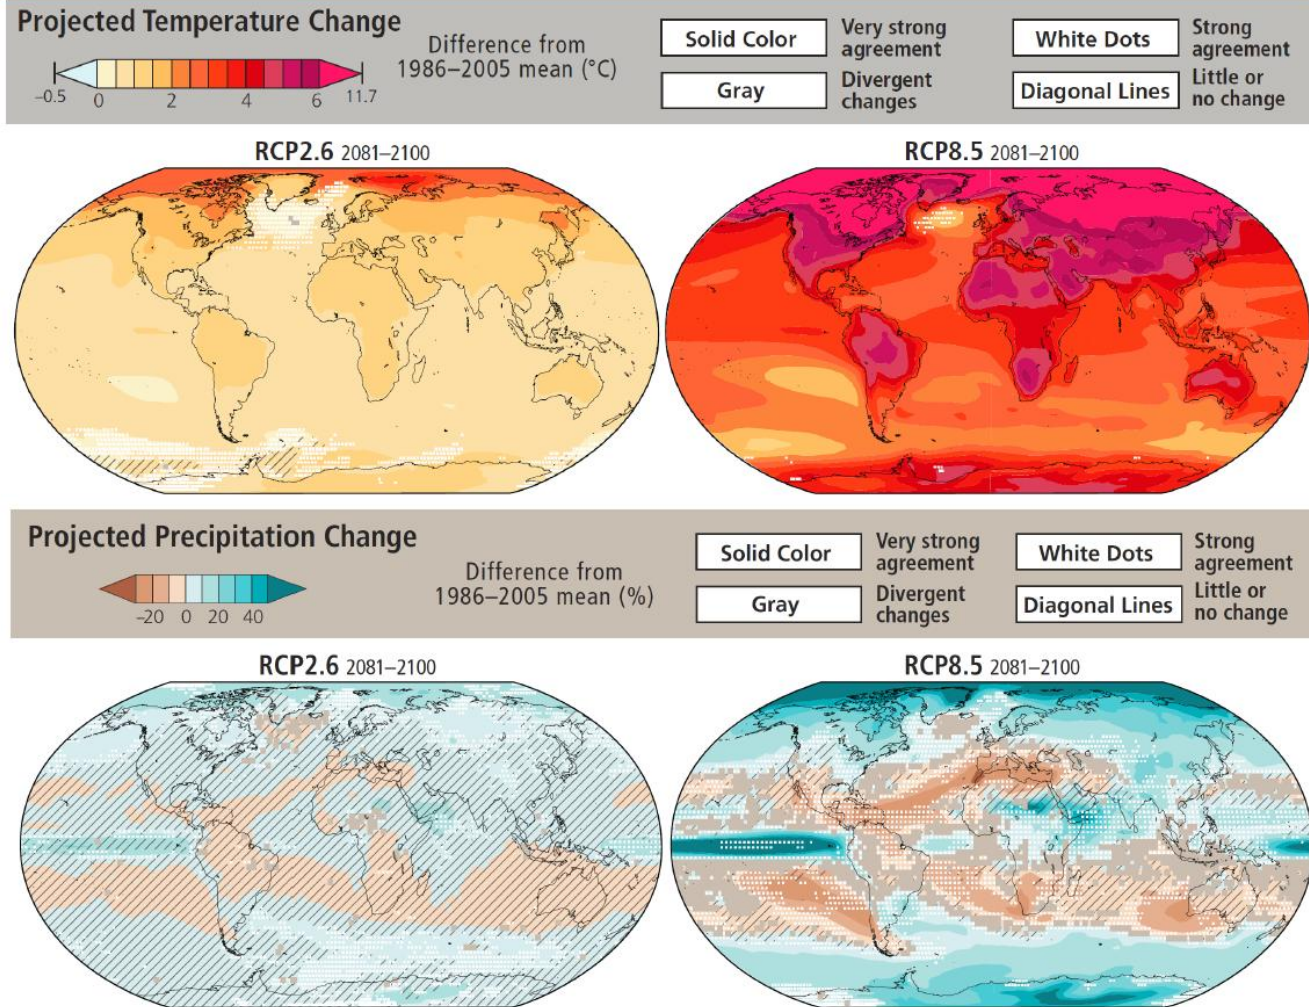 Projected Temperature Change
−0.5 0 2 4 6 11.7
Difference from
1986–2005 mean (°C)
Solid Color
Very strong
agreement
White Dots
Strong
agreement
Gray
Divergent
changes
Diagonal Lines
Little or
no change
RCP2.6 2081–2100
RCP8.5 2081–2100
Projected Precipitation Change
−20 0 20 40
Difference from
1986–2005 mean (%)
Solid Color
Very strong
agreement
White Dots
Strong
agreement
Gray
Divergent
changes
Diagonal Lines
Little or
no change
RCP2.6 2081–2100
RCP8.5 2081–2100